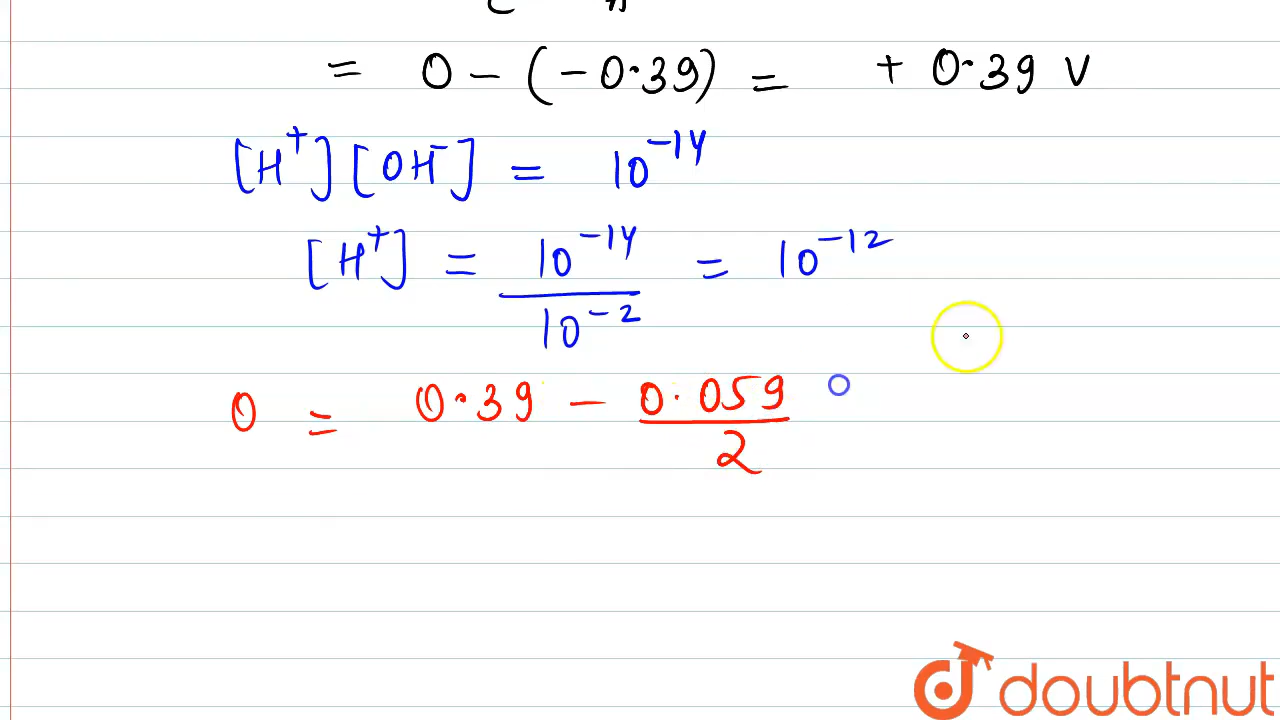 = 0 - (-0.39) = + 0.39 V
[H⁺][OH⁻] = 10⁻¹⁴
[H⁺] = 10⁻¹⁴ / 10⁻² = 10⁻¹²
0 = 0.39 - 0.059 / 2
doubtnut